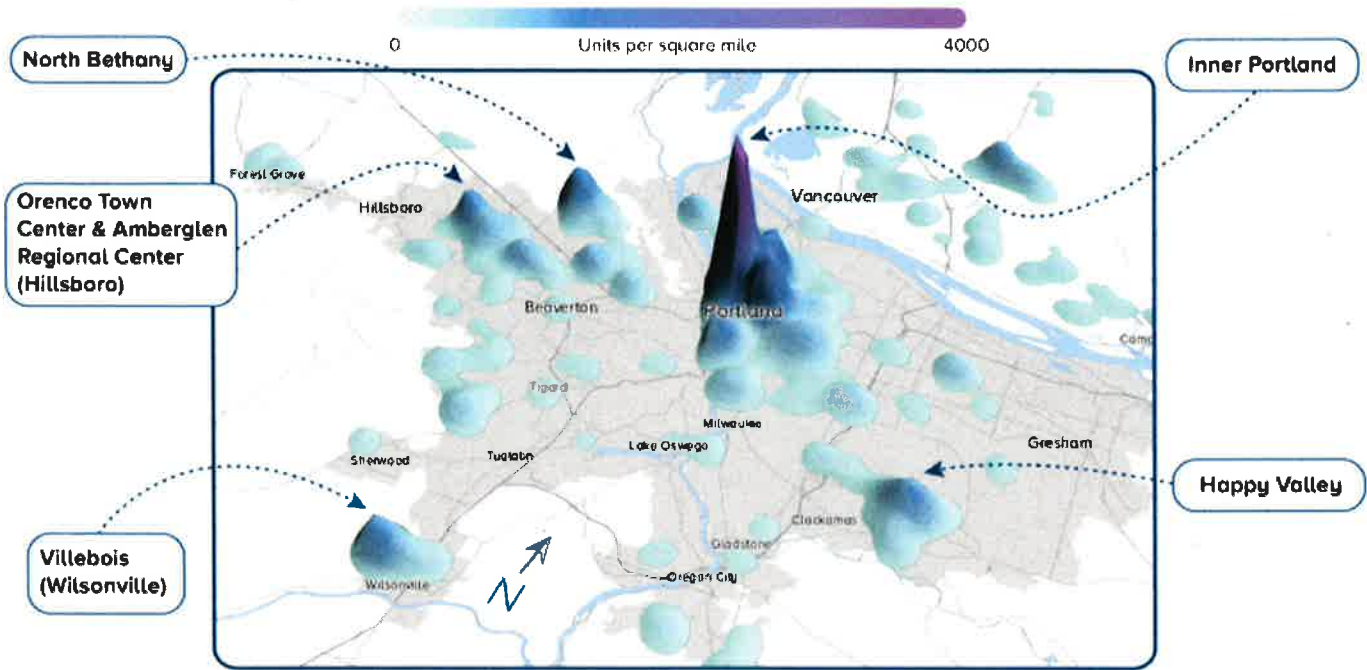 0
Units per square mile
4000
North Bethany
Inner Portland
Orenco Town
Center & Amberglen
Regional Center
(Hillsboro)
Villebois
(Wilsonville)
Happy Valley
Forest Grove
Hillsboro
Vancouver
Beaverton
Portland
Tigard
Milwaukie
Lake Oswego
Gresham
Sherwood
Tualatin
Clackamas
Gladstone
Wilsonville
Oregon City
N